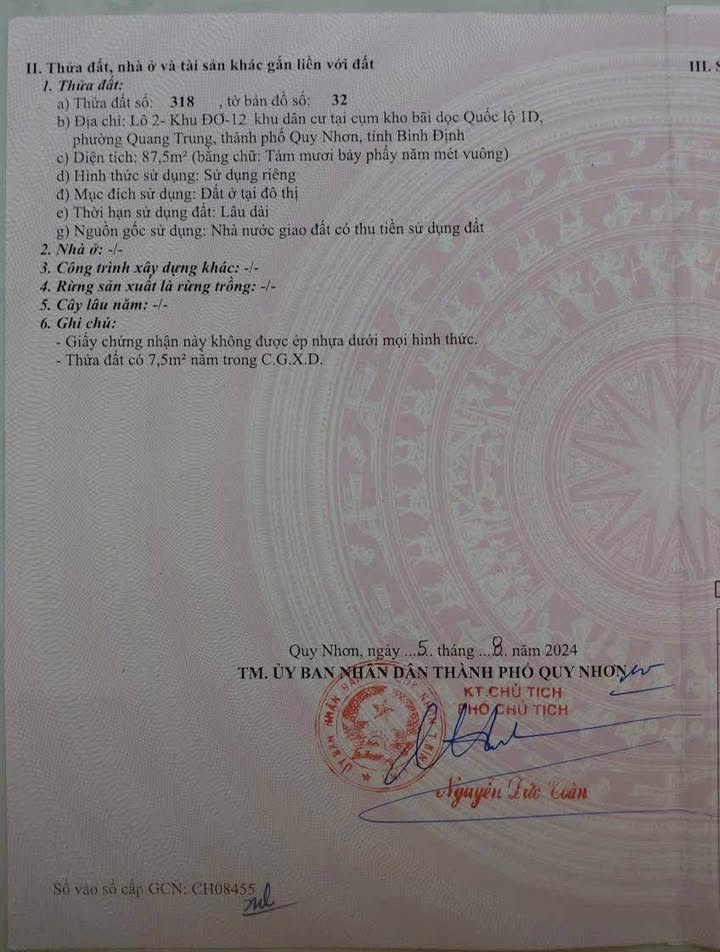 II. Thửa đất, nhà ở và tài sản khác gắn liền với đất
III. S
1. Thửa đất:
a) Thửa đất số: 318 , tờ bản đồ số: 32
b) Địa chỉ: Lô 2- Khu ĐƠ-12 khu dân cư tại cụm kho bãi dọc Quốc lộ 1D,
phường Quang Trung, thành phố Quy Nhơn, tỉnh Bình Định
c) Diện tích: 87,5m² (bằng chữ: Tám mươi bảy phẩy năm mét vuông)
d) Hình thức sử dụng: Sử dụng riêng
đ) Mục đích sử dụng: Đất ở tại đô thị
e) Thời hạn sử dụng đất: Lâu dài
g) Nguồn gốc sử dụng: Nhà nước giao đất có thu tiền sử dụng đất
2. Nhà ở: -/-
3. Công trình xây dựng khác: -/-
4. Rừng sản xuất là rừng trồng: -/-
5. Cây lâu năm: -/-
6. Ghi chú:
- Giấy chứng nhận này không được ép nhựa dưới mọi hình thức.
- Thửa đất có 7,5m² nằm trong C.G.X.D.
Quy Nhơn, ngày ...5.. tháng ...8.. năm 2024
TM. ỦY BAN NHÂN DÂN THÀNH PHỐ QUY NHƠN
KT.CHỦ TỊCH
PHÓ CHỦ TỊCH
Nguyễn Đức Toàn
Số vào sổ cấp GCN: CH08455